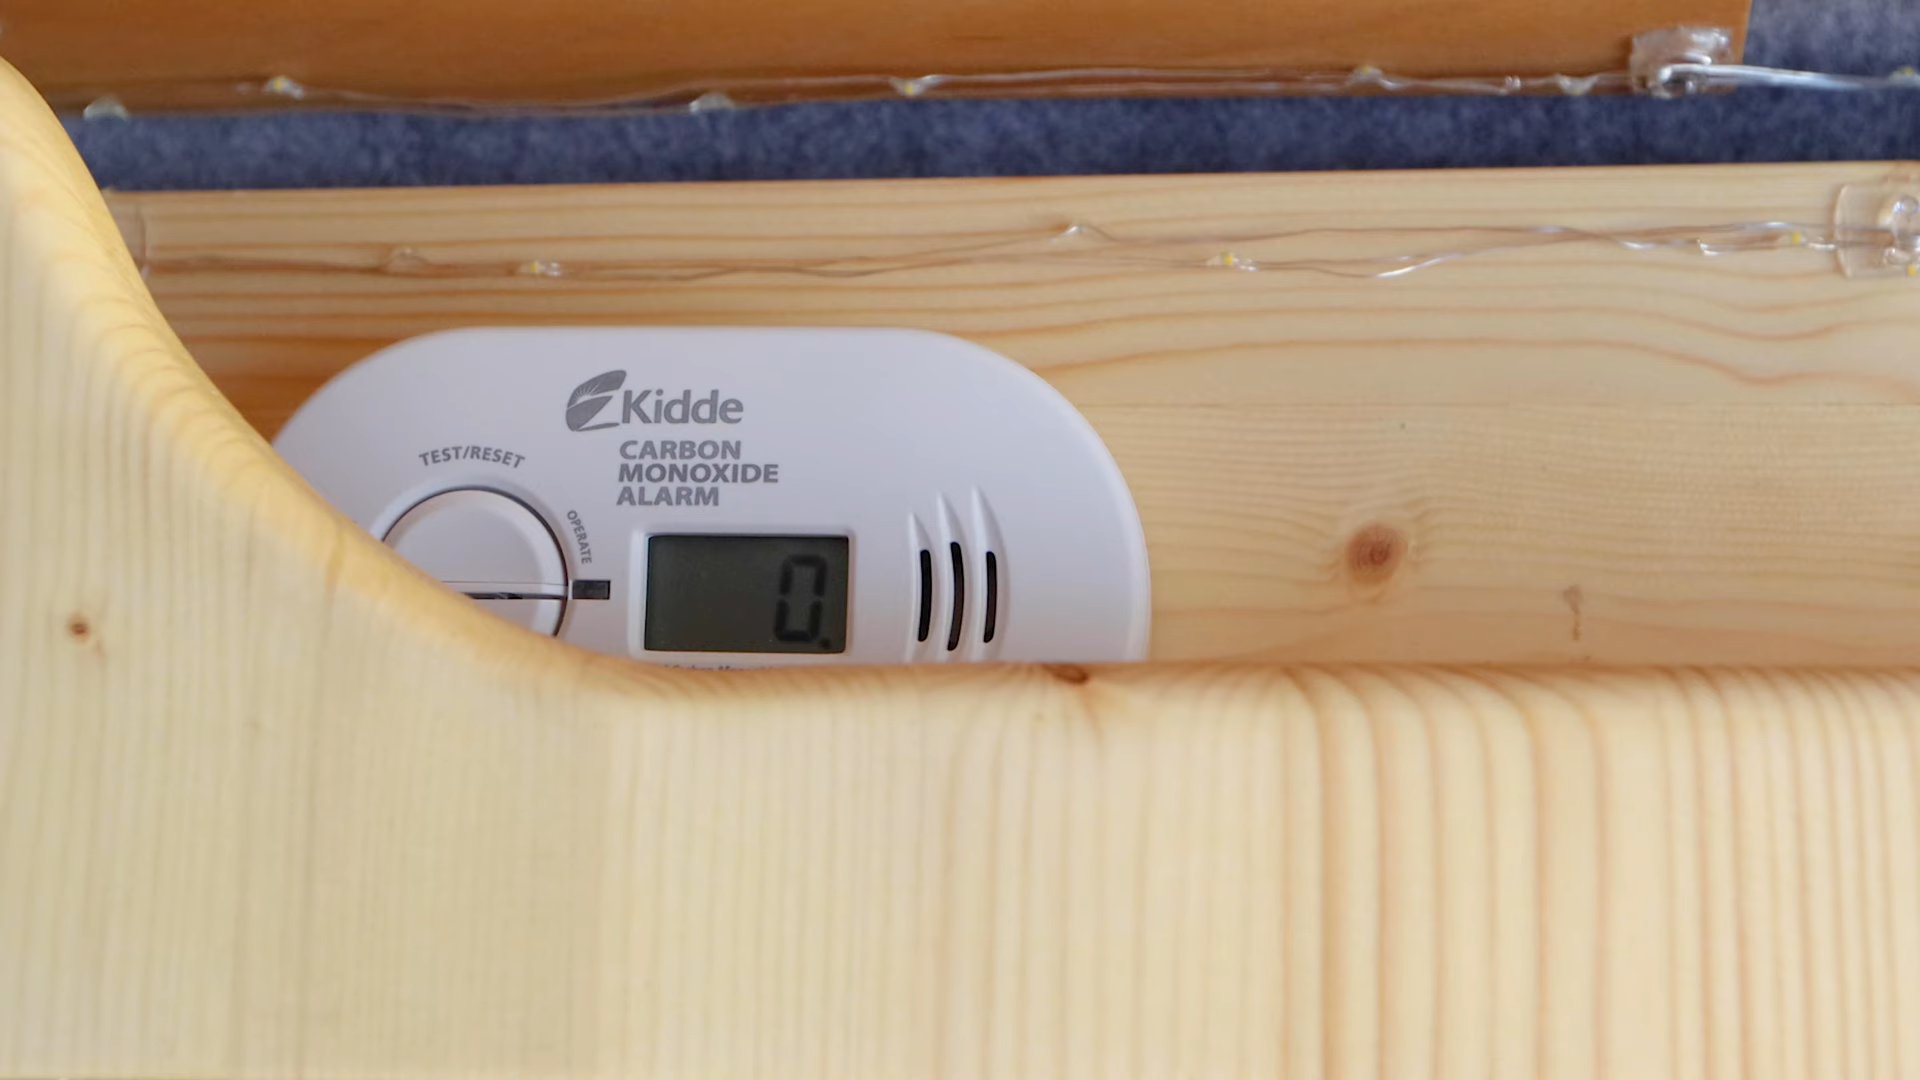 Kidde
CARBON
MONOXIDE
ALARM
TEST/RESET
OPERATE
0.